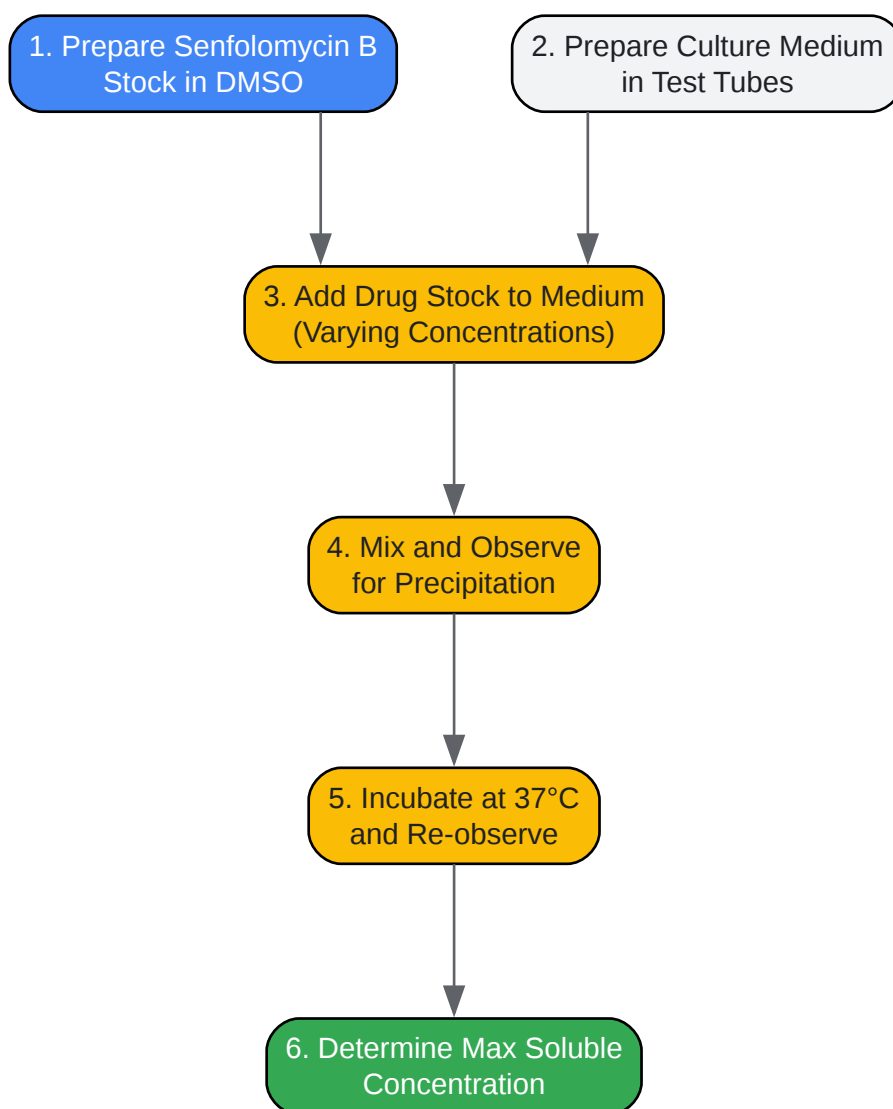 1. Prepare Senfolomycin B
Stock in DMSO
2. Prepare Culture Medium
in Test Tubes
3. Add Drug Stock to Medium
(Varying Concentrations)
4. Mix and Observe
for Precipitation
5. Incubate at 37°C
and Re-observe
6. Determine Max Soluble
Concentration